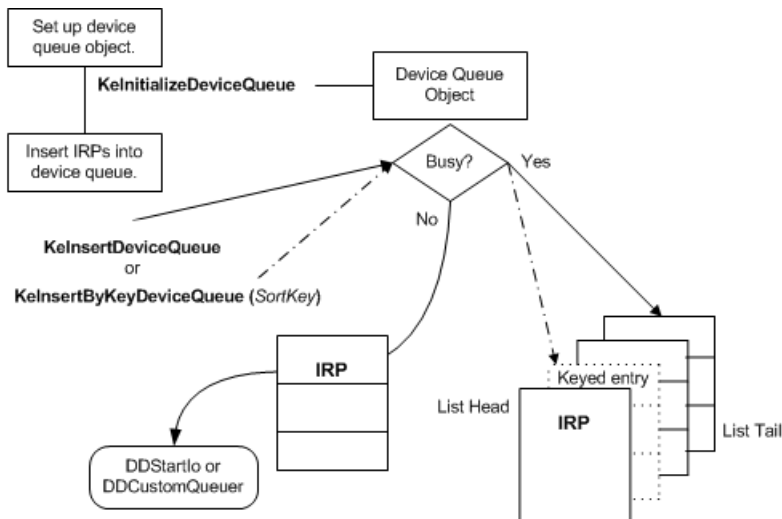 Set up device
queue object.
KeInitializeDeviceQueue
Device Queue
Object
Insert IRPs into
device queue.
Busy?
Yes
No
KeInsertDeviceQueue
or
KeInsertByKeyDeviceQueue (SortKey)
IRP
Keyed entry
List Head
IRP
List Tail
DDStartIo or
DDCustomQueuer